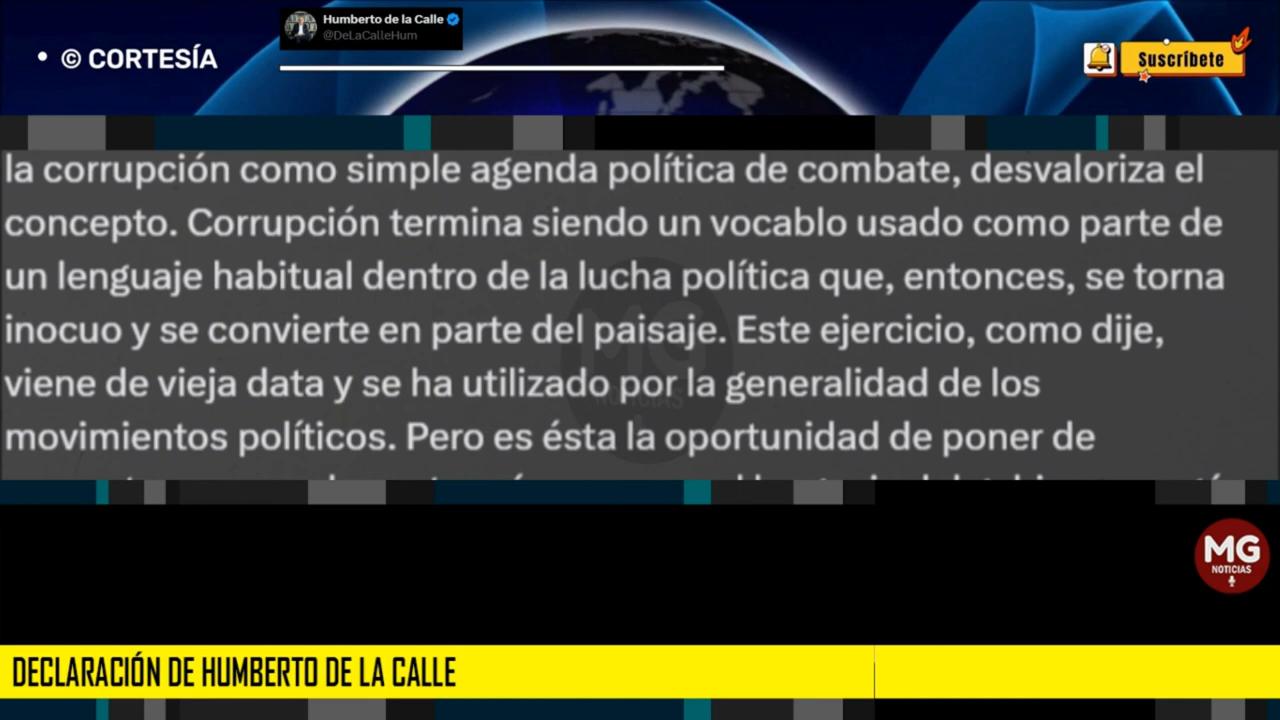 Humberto de la Calle
@DeLaCalleHum
• © CORTESÍA
Suscríbete
la corrupción como simple agenda política de combate, desvaloriza el
concepto. Corrupción termina siendo un vocablo usado como parte de
un lenguaje habitual dentro de la lucha política que, entonces, se torna
inocuo y se convierte en parte del paisaje. Este ejercicio, como dije,
viene de vieja data y se ha utilizado por la generalidad de los
movimientos políticos. Pero es ésta la oportunidad de poner de
MG
NOTICIAS
MG
NOTICIAS
DECLARACIÓN DE HUMBERTO DE LA CALLE